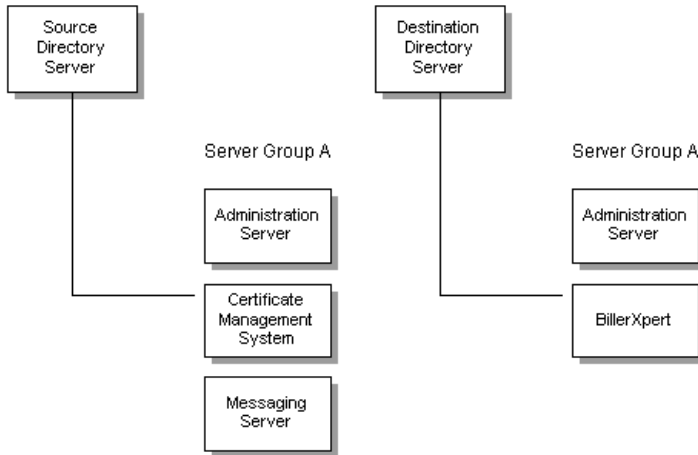 Source
Directory
Server
Destination
Directory
Server
Server Group A
Server Group A
Administration
Server
Administration
Server
Certificate
Management
System
BillerXpert
Messaging
Server